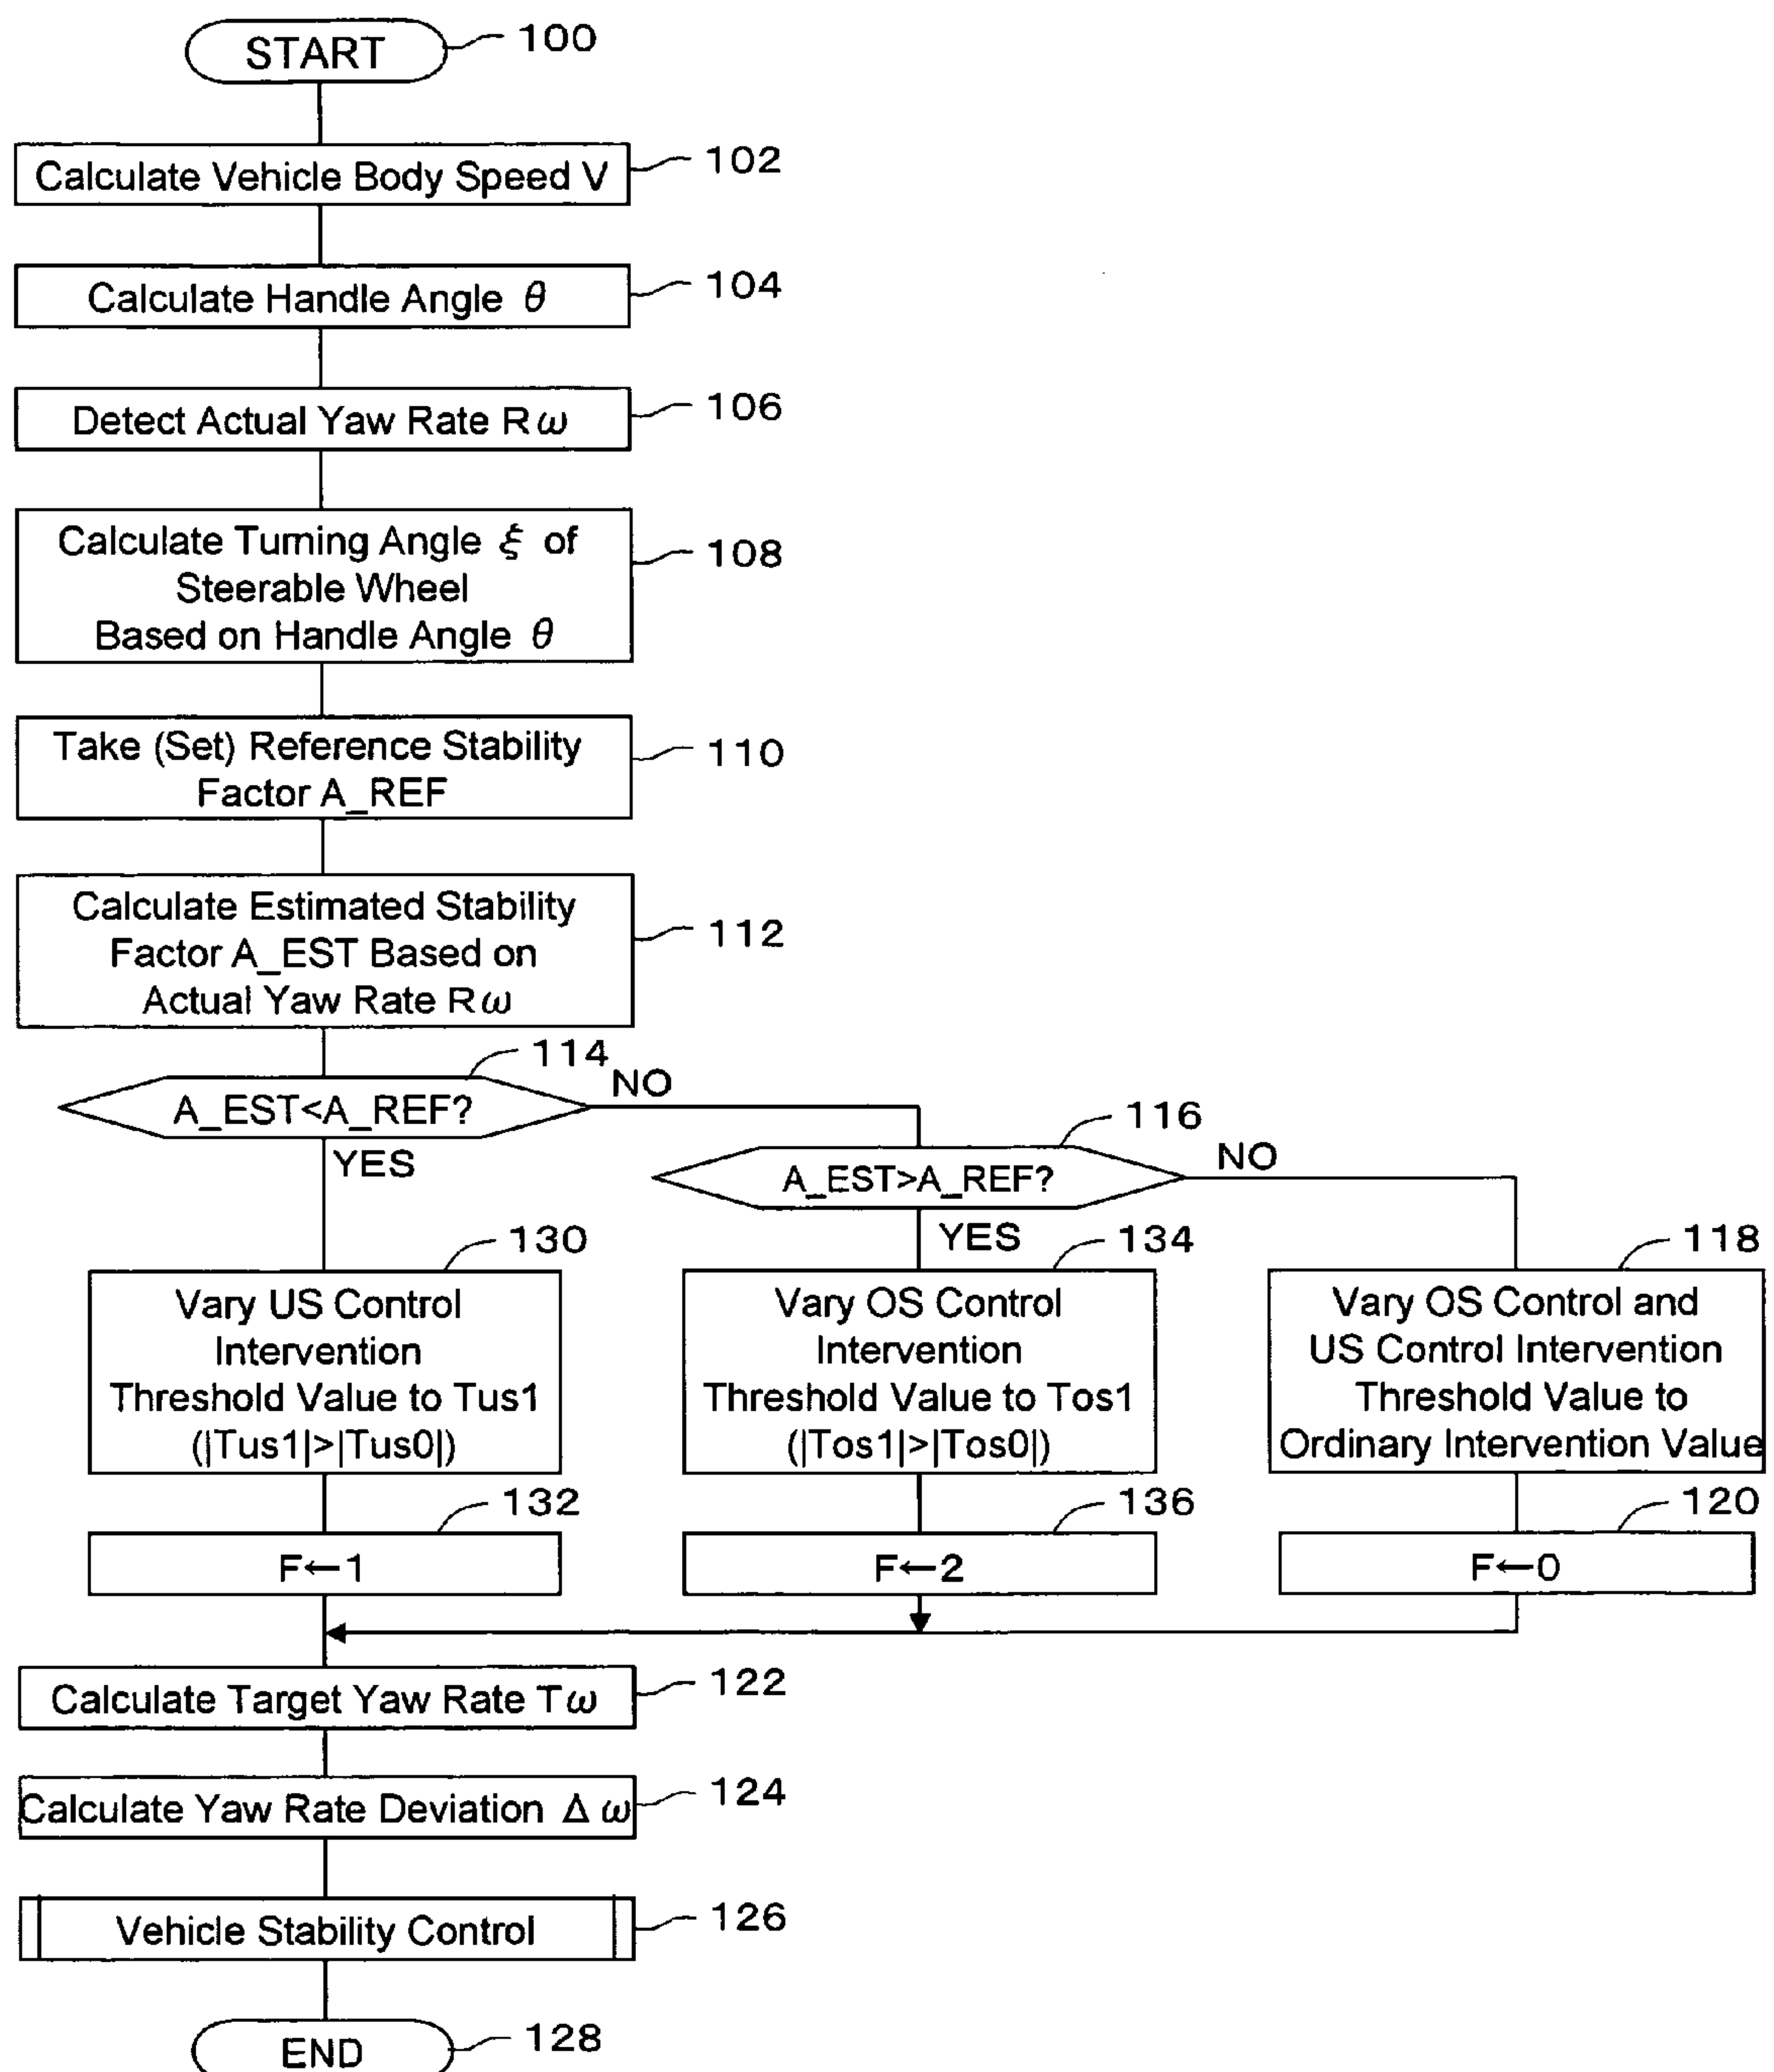 START
100
Calculate Vehicle Body Speed V
102
Calculate Handle Angle θ
104
Detect Actual Yaw Rate Rω
106
Calculate Turning Angle ξ of
Steerable Wheel
Based on Handle Angle θ
108
Take (Set) Reference Stability
Factor A_REF
110
Calculate Estimated Stability
Factor A_EST Based on
Actual Yaw Rate Rω
112
114
A_EST<A_REF?
NO
YES
116
A_EST>A_REF?
NO
YES
130
Vary US Control
Intervention
Threshold Value to Tus1
(|Tus1|>|Tus0|)
134
Vary OS Control
Intervention
Threshold Value to Tos1
(|Tos1|>|Tos0|)
118
Vary OS Control and
US Control Intervention
Threshold Value to
Ordinary Intervention Value
132
F←1
136
F←2
120
F←0
Calculate Target Yaw Rate Tω
122
Calculate Yaw Rate Deviation Δω
124
Vehicle Stability Control
126
END
128